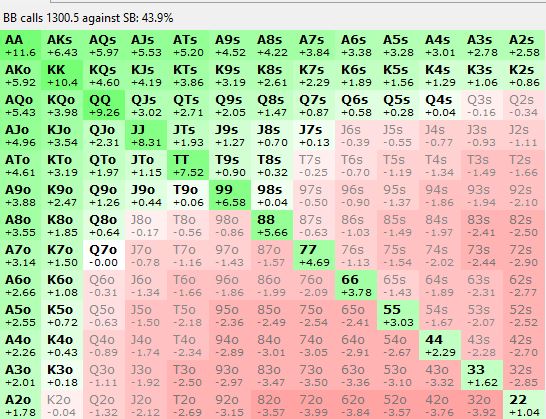 BB calls 1300.5 against SB: 43.9%
AA AKs AQs AJs ATs A9s A8s A7s A6s A5s A4s A3s A2s
+11.6 +6.43 +5.97 +5.53 +5.20 +4.52 +4.22 +3.84 +3.38 +3.28 +3.01 +2.78 +2.58
AKo KK KQs KJs KTs K9s K8s K7s K6s K5s K4s K3s K2s
+5.92 +10.4 +4.60 +4.19 +3.86 +3.19 +2.61 +2.29 +1.89 +1.56 +1.29 +1.06 +0.86
AQo KQo QQ QJs QTs Q9s Q8s Q7s Q6s Q5s Q4s Q3s Q2s
+5.43 +3.98 +9.26 +3.02 +2.71 +2.05 +1.47 +0.87 +0.58 +0.28 +0.04 -0.16 -0.34
AJo KJo QJo JJ JTs J9s J8s J7s J6s J5s J4s J3s J2s
+4.96 +3.54 +2.31 +8.31 +1.93 +1.27 +0.70 +0.13 -0.39 -0.55 -0.77 -0.93 -1.11
ATo KTo QTo JTo TT T9s T8s T7s T6s T5s T4s T3s T2s
+4.61 +3.19 +1.97 +1.15 +7.52 +0.90 +0.32 -0.25 -0.70 -1.19 -1.34 -1.49 -1.66
A9o K9o Q9o J9o T9o 99 98s 97s 96s 95s 94s 93s 92s
+3.88 +2.47 +1.26 +0.44 +0.06 +6.58 +0.04 -0.50 -0.90 -1.37 -1.86 -1.94 -2.10
A8o K8o Q8o J8o T8o 98o 88 87s 86s 85s 84s 83s 82s
+3.55 +1.85 +0.64 -0.17 -0.56 -0.86 +5.66 -0.63 -1.03 -1.49 -1.97 -2.41 -2.50
A7o K7o Q7o J7o T7o 97o 87o 77 76s 75s 74s 73s 72s
+3.14 +1.50 -0.00 -0.78 -1.16 -1.43 -1.57 +4.69 -1.13 -1.54 -2.02 -2.44 -2.90
A6o K6o Q6o J6o T6o 96o 86o 76o 66 65s 64s 63s 62s
+2.66 +1.08 -0.31 -1.34 -1.66 -1.86 -1.99 -2.09 +3.78 -1.43 -1.89 -2.31 -2.77
A5o K5o Q5o J5o T5o 95o 85o 75o 65o 55 54s 53s 52s
+2.55 +0.72 -0.63 -1.50 -2.18 -2.36 -2.49 -2.54 -2.41 +3.03 -1.67 -2.07 -2.52
A4o K4o Q4o J4o T4o 94o 84o 74o 64o 54o 44 43s 42s
+2.26 +0.43 -0.89 -1.74 -2.34 -2.89 -3.01 -3.05 -2.91 -2.67 +2.29 -2.28 -2.70
A3o K3o Q3o J3o T3o 93o 83o 73o 63o 53o 43o 33 32s
+2.01 +0.18 -1.11 -1.92 -2.50 -2.97 -3.47 -3.50 -3.36 -3.10 -3.32 +1.62 -2.85
A2o K2o Q2o J2o T2o 92o 82o 72o 62o 52o 42o 32o 22
+1.78 -0.04 -1.32 -2.12 -2.69 -3.15 -3.57 -3.99 -3.84 -3.57 -3.76 -3.92 +1.04